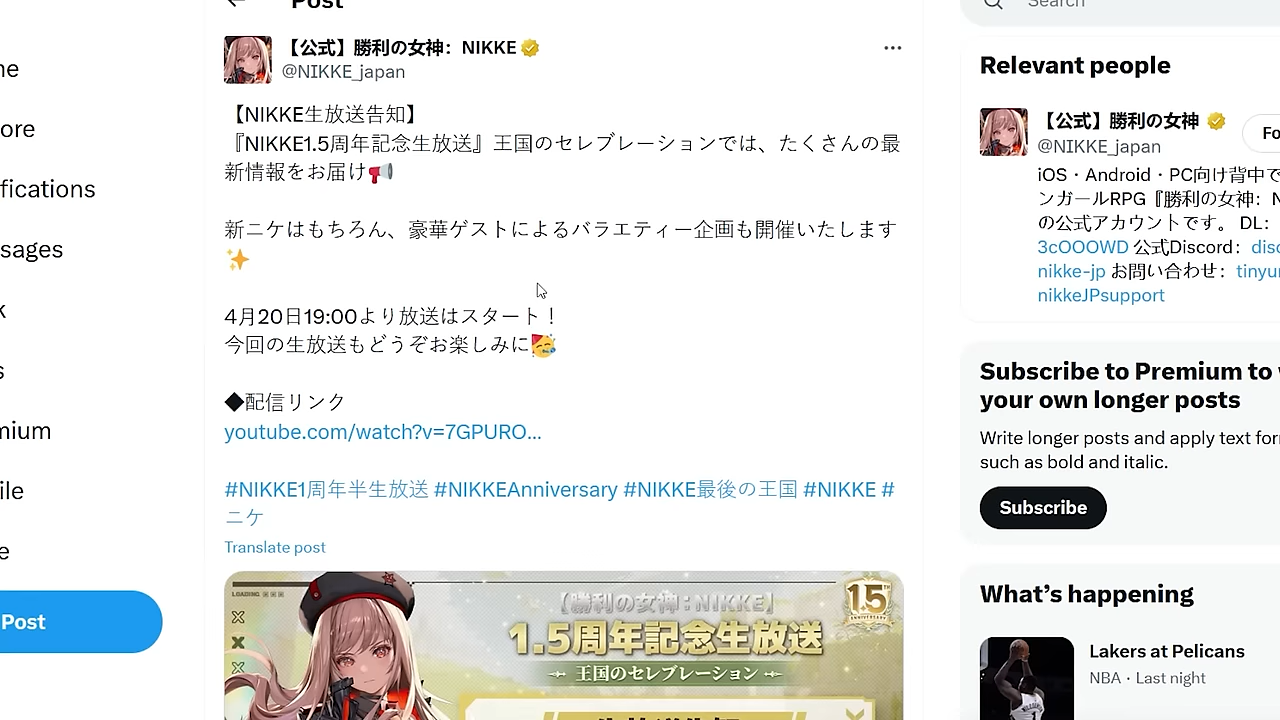 Post
Search
【公式】勝利の女神：NIKKE
@NIKKE_japan
【NIKKE生放送告知】
『NIKKE1.5周年記念生放送』王国のセレブレーションでは、たくさんの最
新情報をお届け📢
新ニケはもちろん、豪華ゲストによるバラエティー企画も開催いたします
✨
4月20日19:00より放送はスタート！
今回の生放送もどうぞお楽しみに🥳
◆配信リンク
youtube.com/watch?v=7GPURO…
#NIKKE1周年半生放送 #NIKKEAnniversary #NIKKE最後の王国 #NIKKE #
ニケ
Translate post
LOADING
【勝利の女神：NIKKE】
1.5周年記念生放送
王国のセレブレーション
1.5TH
ANNIVERSARY
me
ore
fications
sages
k
s
mium
ile
e
Post
Relevant people
【公式】勝利の女神
@NIKKE_japan
Fo
iOS・Android・PC向け背中で
ンガールRPG『勝利の女神：N
の公式アカウントです。 DL：
3cOOOWD 公式Discord：disc
nikke-jp お問い合わせ：tinyur
nikkeJPsupport
Subscribe to Premium to w
your own longer posts
Write longer posts and apply text for
such as bold and italic.
Subscribe
What's happening
Lakers at Pelicans
NBA · Last night